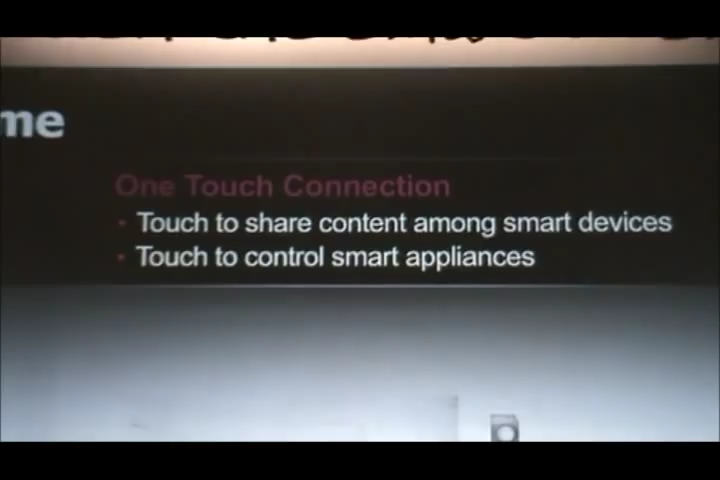 me
One Touch Connection
· Touch to share content among smart devices
· Touch to control smart appliances